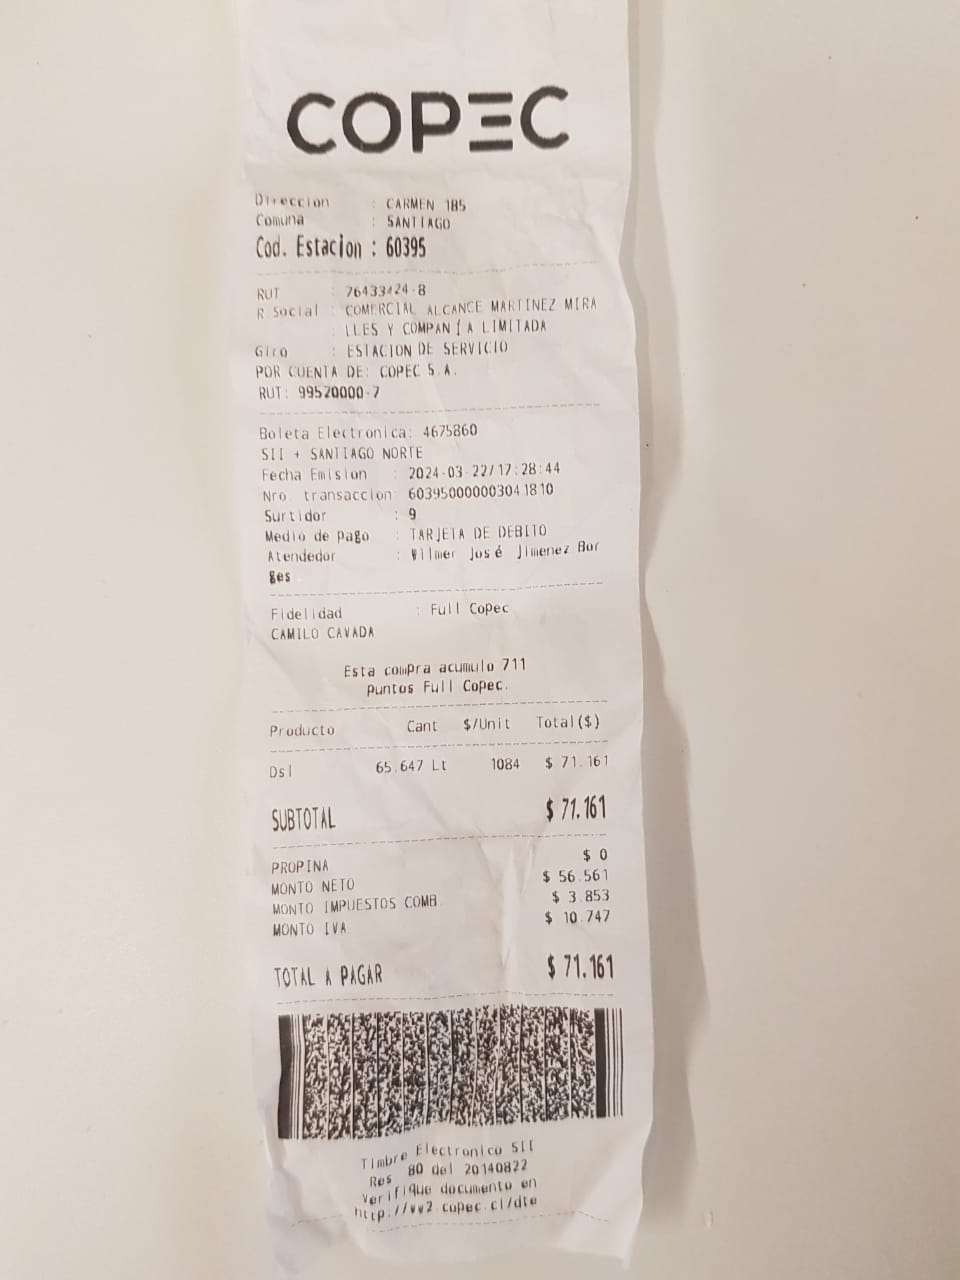 COPEC
Direccion : CARMEN 185
Comuna : SANTIAGO
Cod. Estacion : 60395
RUT : 76433424-8
R.Social : COMERCIAL ALCANCE MARTINEZ MIRA
: LLES Y COMPANÍA LIMITADA
Giro : ESTACION DE SERVICIO
POR CUENTA DE: COPEC S.A.
RUT: 99520000-7
Boleta Electronica: 4675860
SII + SANTIAGO NORTE
Fecha Emision : 2024-03-22/17:28:44
Nro. transaccion: 603950000003041810
Surtidor : 9
Medio de pago : TARJETA DE DEBITO
Atendedor : Wilmer José Jimenez Bor
ges
Fidelidad : Full Copec
CAMILO CAVADA
Esta compra acumulo 711
puntos Full Copec.
Producto Cant $/Unit Total($)
Dsl 65.647 Lt 1084 $ 71.161
SUBTOTAL $ 71.161
PROPINA $ 0
MONTO NETO $ 56.561
MONTO IMPUESTOS COMB. $ 3.853
MONTO IVA $ 10.747
TOTAL A PAGAR $ 71.161
Timbre Electronico SII
Res 80 del 20140822
Verifique documento en
http://ww2.copec.cl/dte